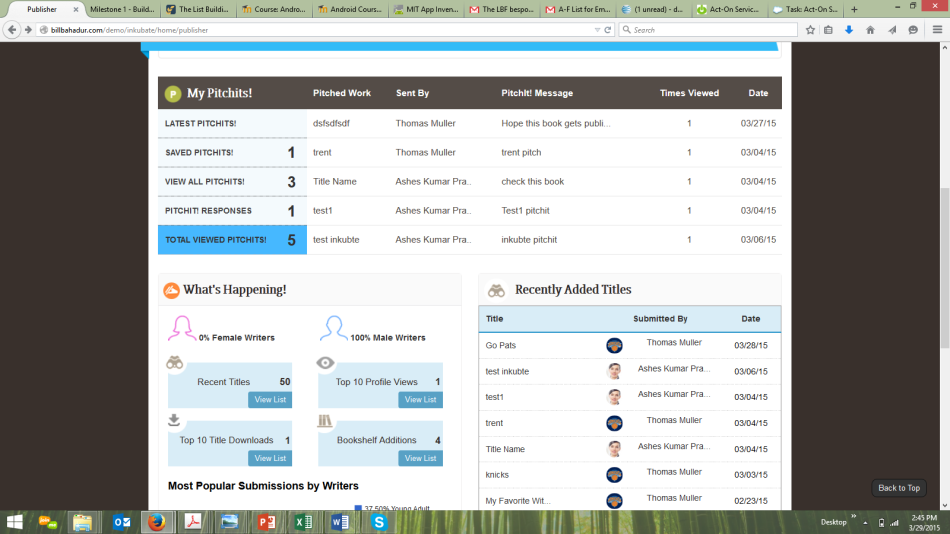 Publisher
Milestone 1 - Build...
The List Buildin...
Course: Andro...
Android Cours...
MIT App Inven...
The LBF bespo...
A-F List for Em...
(1 unread) - d...
Act-On Servic...
Task: Act-On S...
billbahadur.com/demo/inkubate/home/publisher
Search
My Pitchits! Pitched Work Sent By PitchIt! Message Times Viewed Date
LATEST PITCHITS! dsfsdfsdf Thomas Muller Hope this book gets publi... 1 03/27/15
SAVED PITCHITS! 1 trent Thomas Muller trent pitch 1 03/04/15
VIEW ALL PITCHITS! 3 Title Name Ashes Kumar Pra.. check this book 1 03/04/15
PITCHIT! RESPONSES 1 test1 Ashes Kumar Pra.. Test1 pitchit 1 03/04/15
TOTAL VIEWED PITCHITS! 5 test inkubte Ashes Kumar Pra.. inkubte pitchit 1 03/06/15
What's Happening!
0% Female Writers 100% Male Writers
Recent Titles 50
View List
Top 10 Profile Views 1
View List
Top 10 Title Downloads 1
View List
Bookshelf Additions 4
View List
Most Popular Submissions by Writers
37.50% Young Adult
Recently Added Titles
Title Submitted By Date
Go Pats Thomas Muller 03/28/15
test inkubte Ashes Kumar Pra... 03/06/15
test1 Ashes Kumar Pra... 03/04/15
trent Thomas Muller 03/04/15
Title Name Ashes Kumar Pra... 03/04/15
knicks Thomas Muller 03/03/15
My Favorite Wit... Thomas Muller 02/23/15
Back to Top
Desktop
2:45 PM
3/29/2015